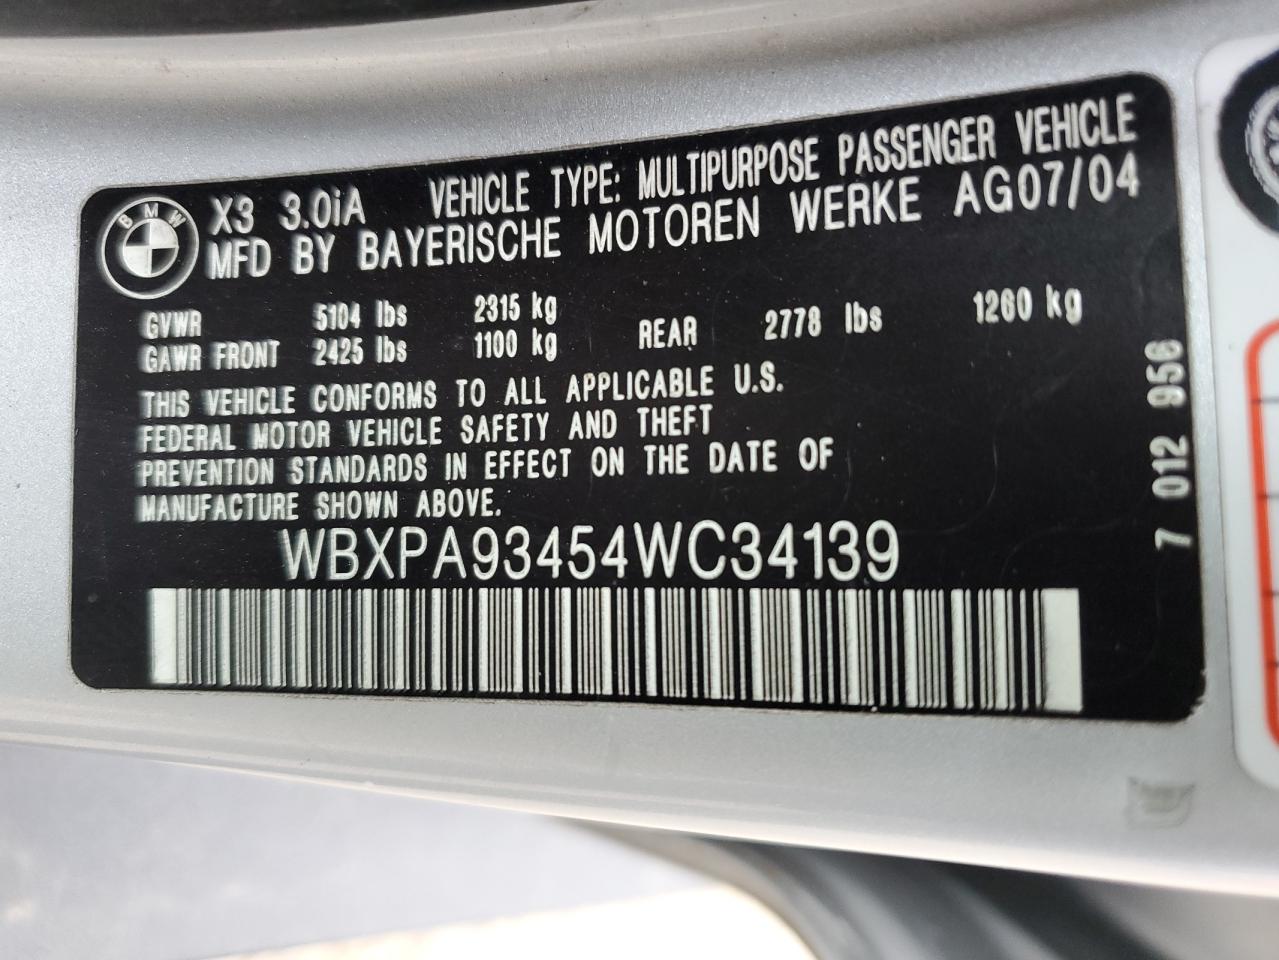 BMW
X3 3.0iA VEHICLE TYPE: MULTIPURPOSE PASSENGER VEHICLE
MFD BY BAYERISCHE MOTOREN WERKE AG07/04
GVWR 5104 lbs 2315 kg
GAWR FRONT 2425 lbs 1100 kg REAR 2778 lbs 1260 kg
THIS VEHICLE CONFORMS TO ALL APPLICABLE U.S.
FEDERAL MOTOR VEHICLE SAFETY AND THEFT
PREVENTION STANDARDS IN EFFECT ON THE DATE OF
MANUFACTURE SHOWN ABOVE.
WBXPA93454WC34139
7 012 956